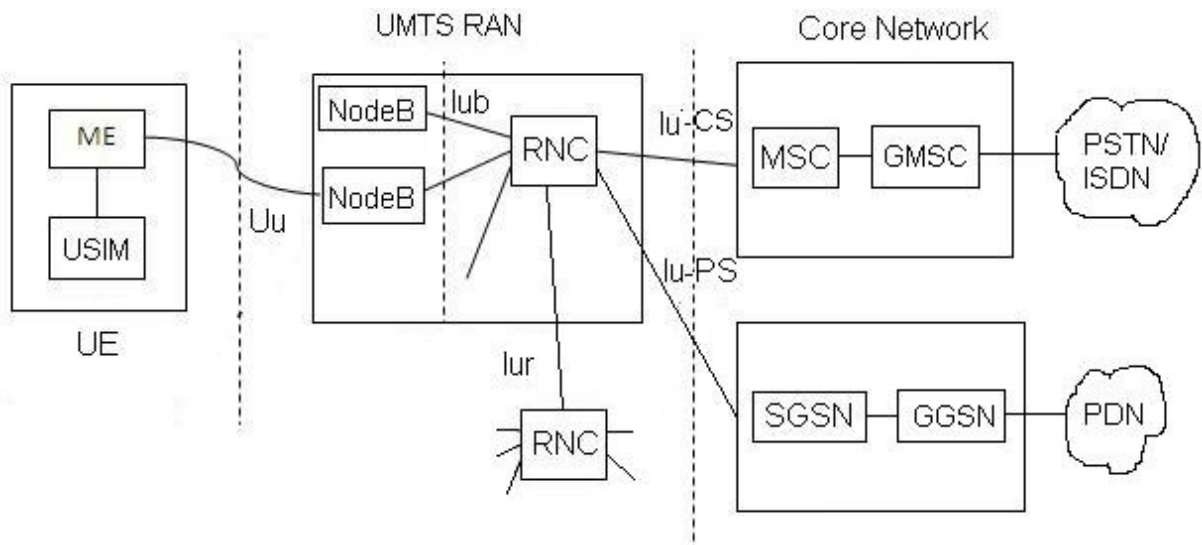 UMTS RAN
Core Network
ME
USIM
UE
Uu
NodeB
NodeB
Iub
RNC
Iur
RNC
Iu-CS
Iu-PS
MSC
GMSC
PSTN/
ISDN
SGSN
GGSN
PDN